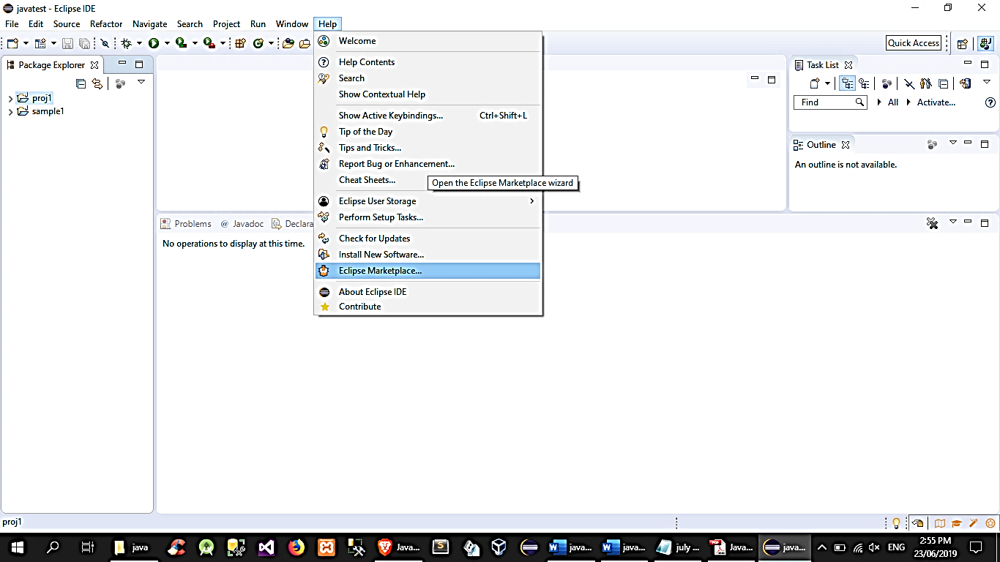 javatest - Eclipse IDE
File Edit Source Refactor Navigate Search Project Run Window Help
Quick Access
Package Explorer
proj1
sample1
Welcome
Help Contents
Search
Show Contextual Help
Show Active Keybindings... Ctrl+Shift+L
Tip of the Day
Tips and Tricks...
Report Bug or Enhancement...
Cheat Sheets...
Open the Eclipse Marketplace wizard
Eclipse User Storage
Perform Setup Tasks...
Check for Updates
Install New Software...
Eclipse Marketplace...
About Eclipse IDE
Contribute
Task List
Find All Activate...
Outline
An outline is not available.
Problems @ Javadoc Declara
No operations to display at this time.
proj1
java Java... java... java... july ... Java... java... ENG
2:55 PM
23/06/2019